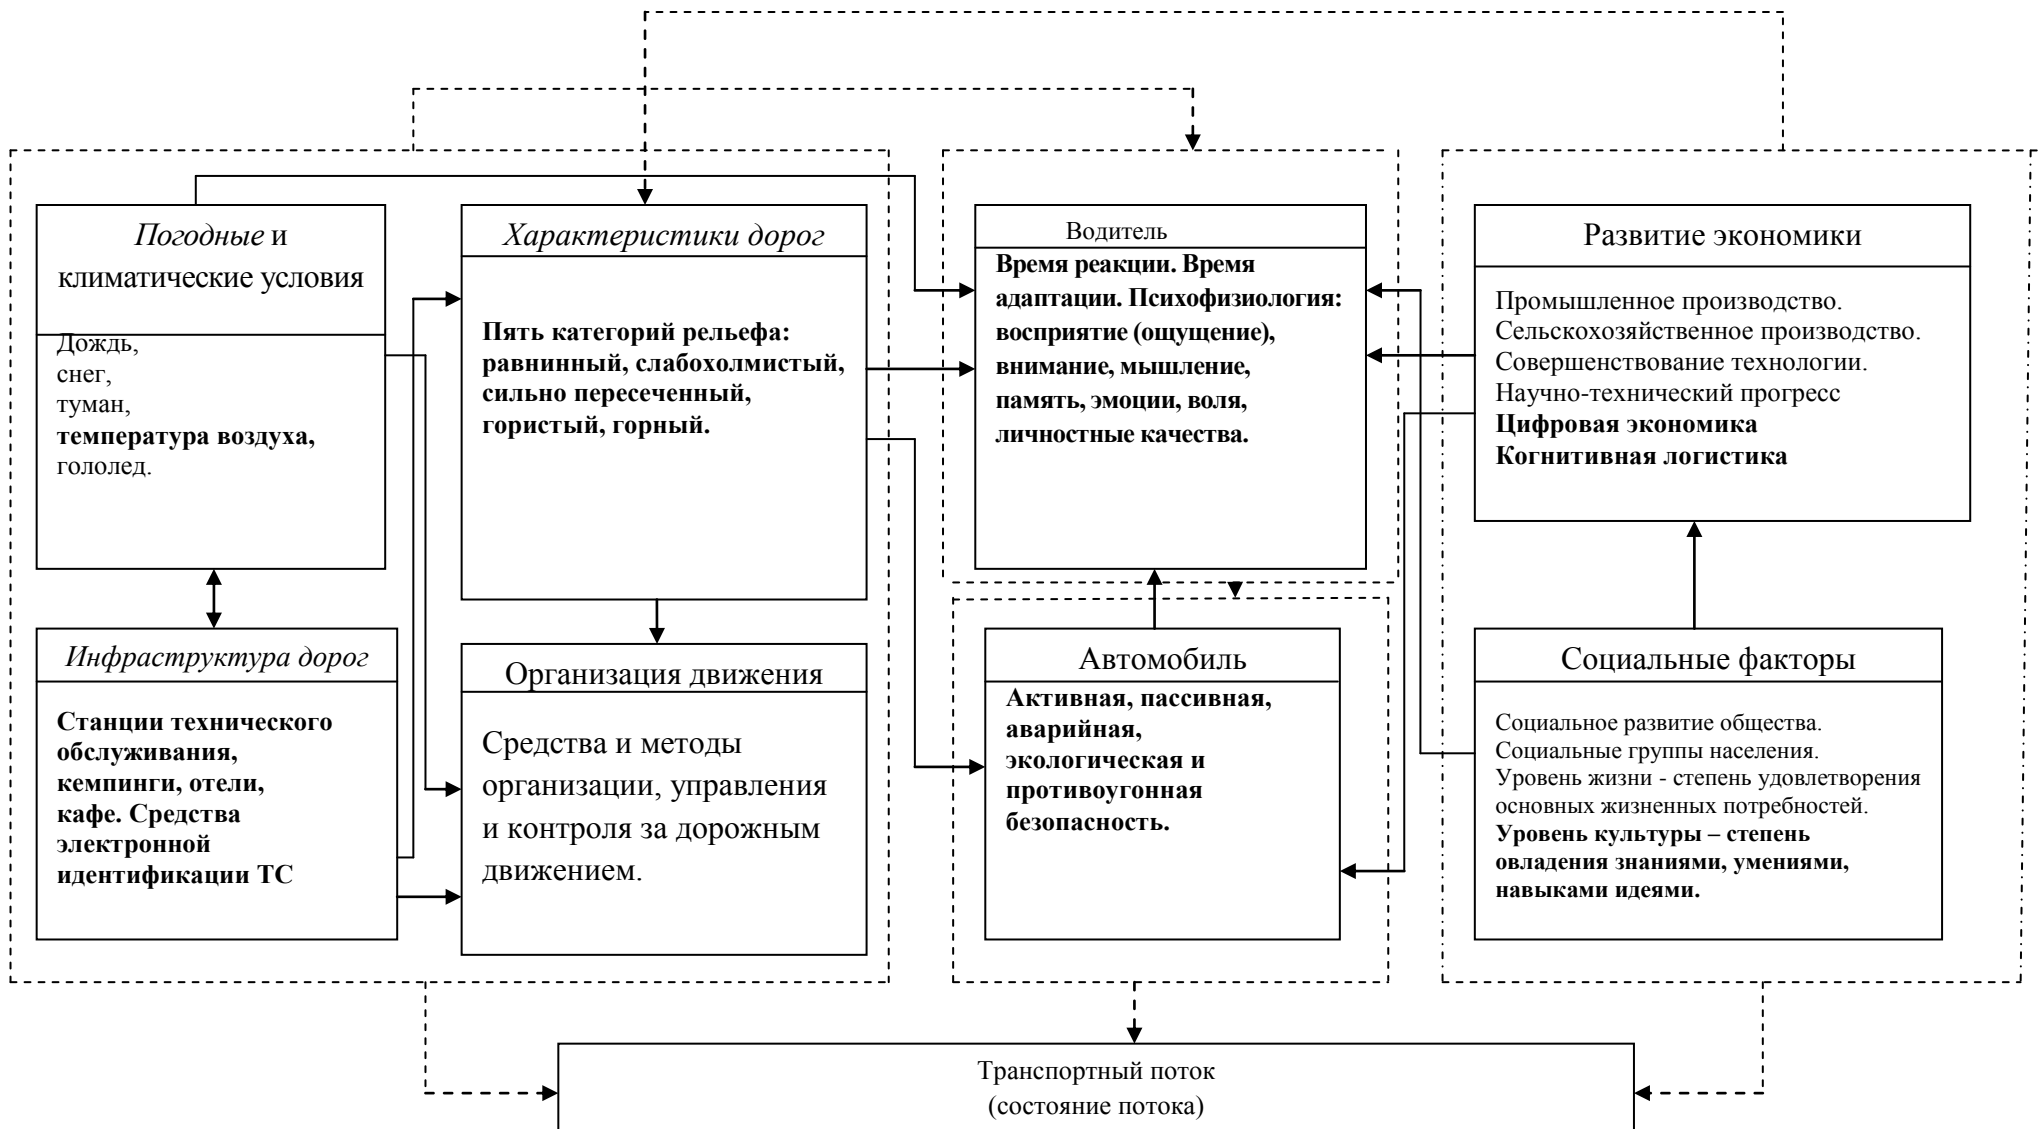 Погодные и
климатические условия
Дождь,
снег,
туман,
температура воздуха,
гололед.
Характеристики дорог
Пять категорий рельефа:
равнинный, слабохолмистый,
сильно пересеченный,
гористый, горный.
Водитель
Время реакции. Время
адаптации. Психофизиология:
восприятие (ощущение),
внимание, мышление,
память, эмоции, воля,
личностные качества.
Развитие экономики
Промышленное производство.
Сельскохозяйственное производство.
Совершенствование технологии.
Научно-технический прогресс
Цифровая экономика
Когнитивная логистика
Инфраструктура дорог
Станции технического
обслуживания,
кемпинги, отели,
кафе. Средства
электронной
идентификации ТС
Организация движения
Средства и методы
организации, управления
и контроля за дорожным
движением.
Автомобиль
Активная, пассивная,
аварийная,
экологическая и
противоугонная
безопасность.
Социальные факторы
Социальное развитие общества.
Социальные группы населения.
Уровень жизни - степень удовлетворения
основных жизненных потребностей.
Уровень культуры – степень
овладения знаниями, умениями,
навыками идеями.
Транспортный поток
(состояние потока)